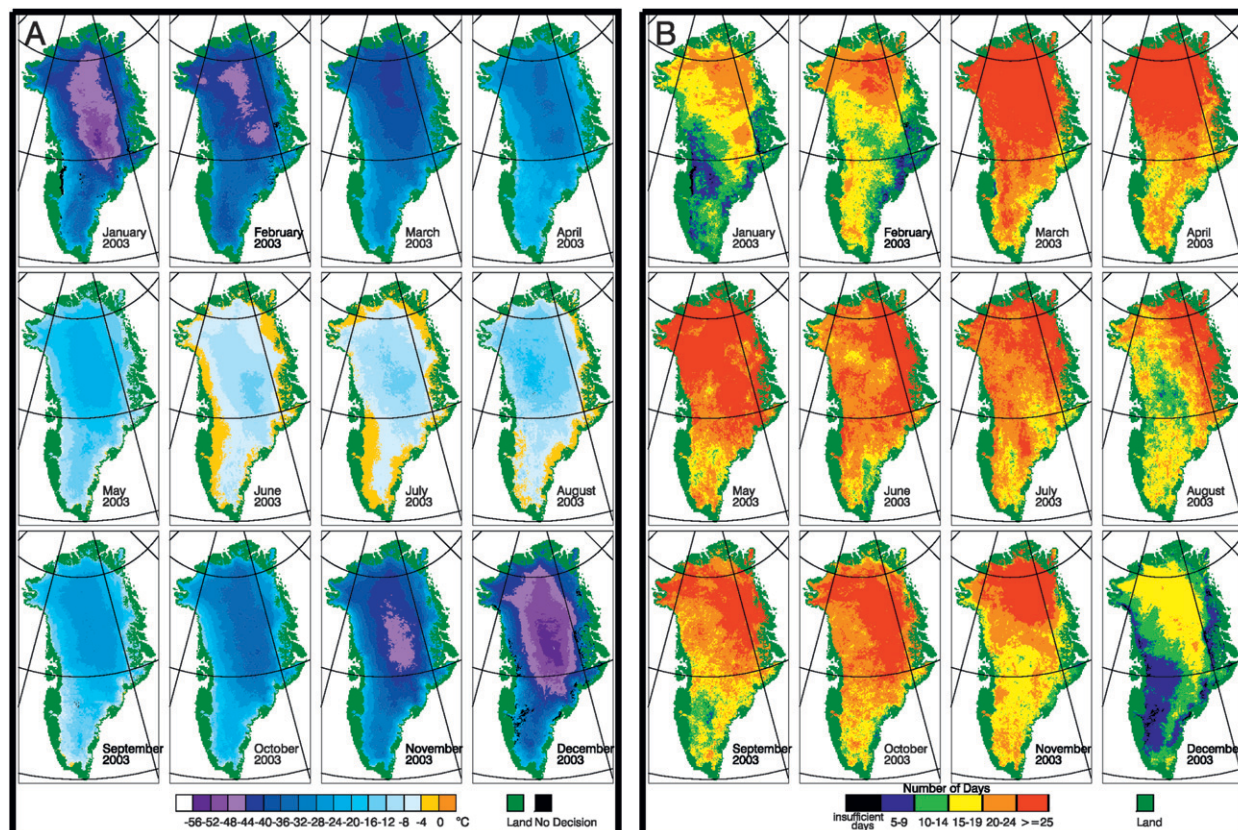 A
January
2003
February
2003
March
2003
April
2003
May
2003
June
2003
July
2003
August
2003
September
2003
October
2003
November
2003
December
2003
-56-52-48-44-40-36-32-28-24-20-16-12 -8 -4 0 °C
Land No Decision
B
January
2003
February
2003
March
2003
April
2003
May
2003
June
2003
July
2003
August
2003
September
2003
October
2003
November
2003
December
2003
Number of Days
insufficient
days
5-9 10-14 15-19 20-24 >=25
Land